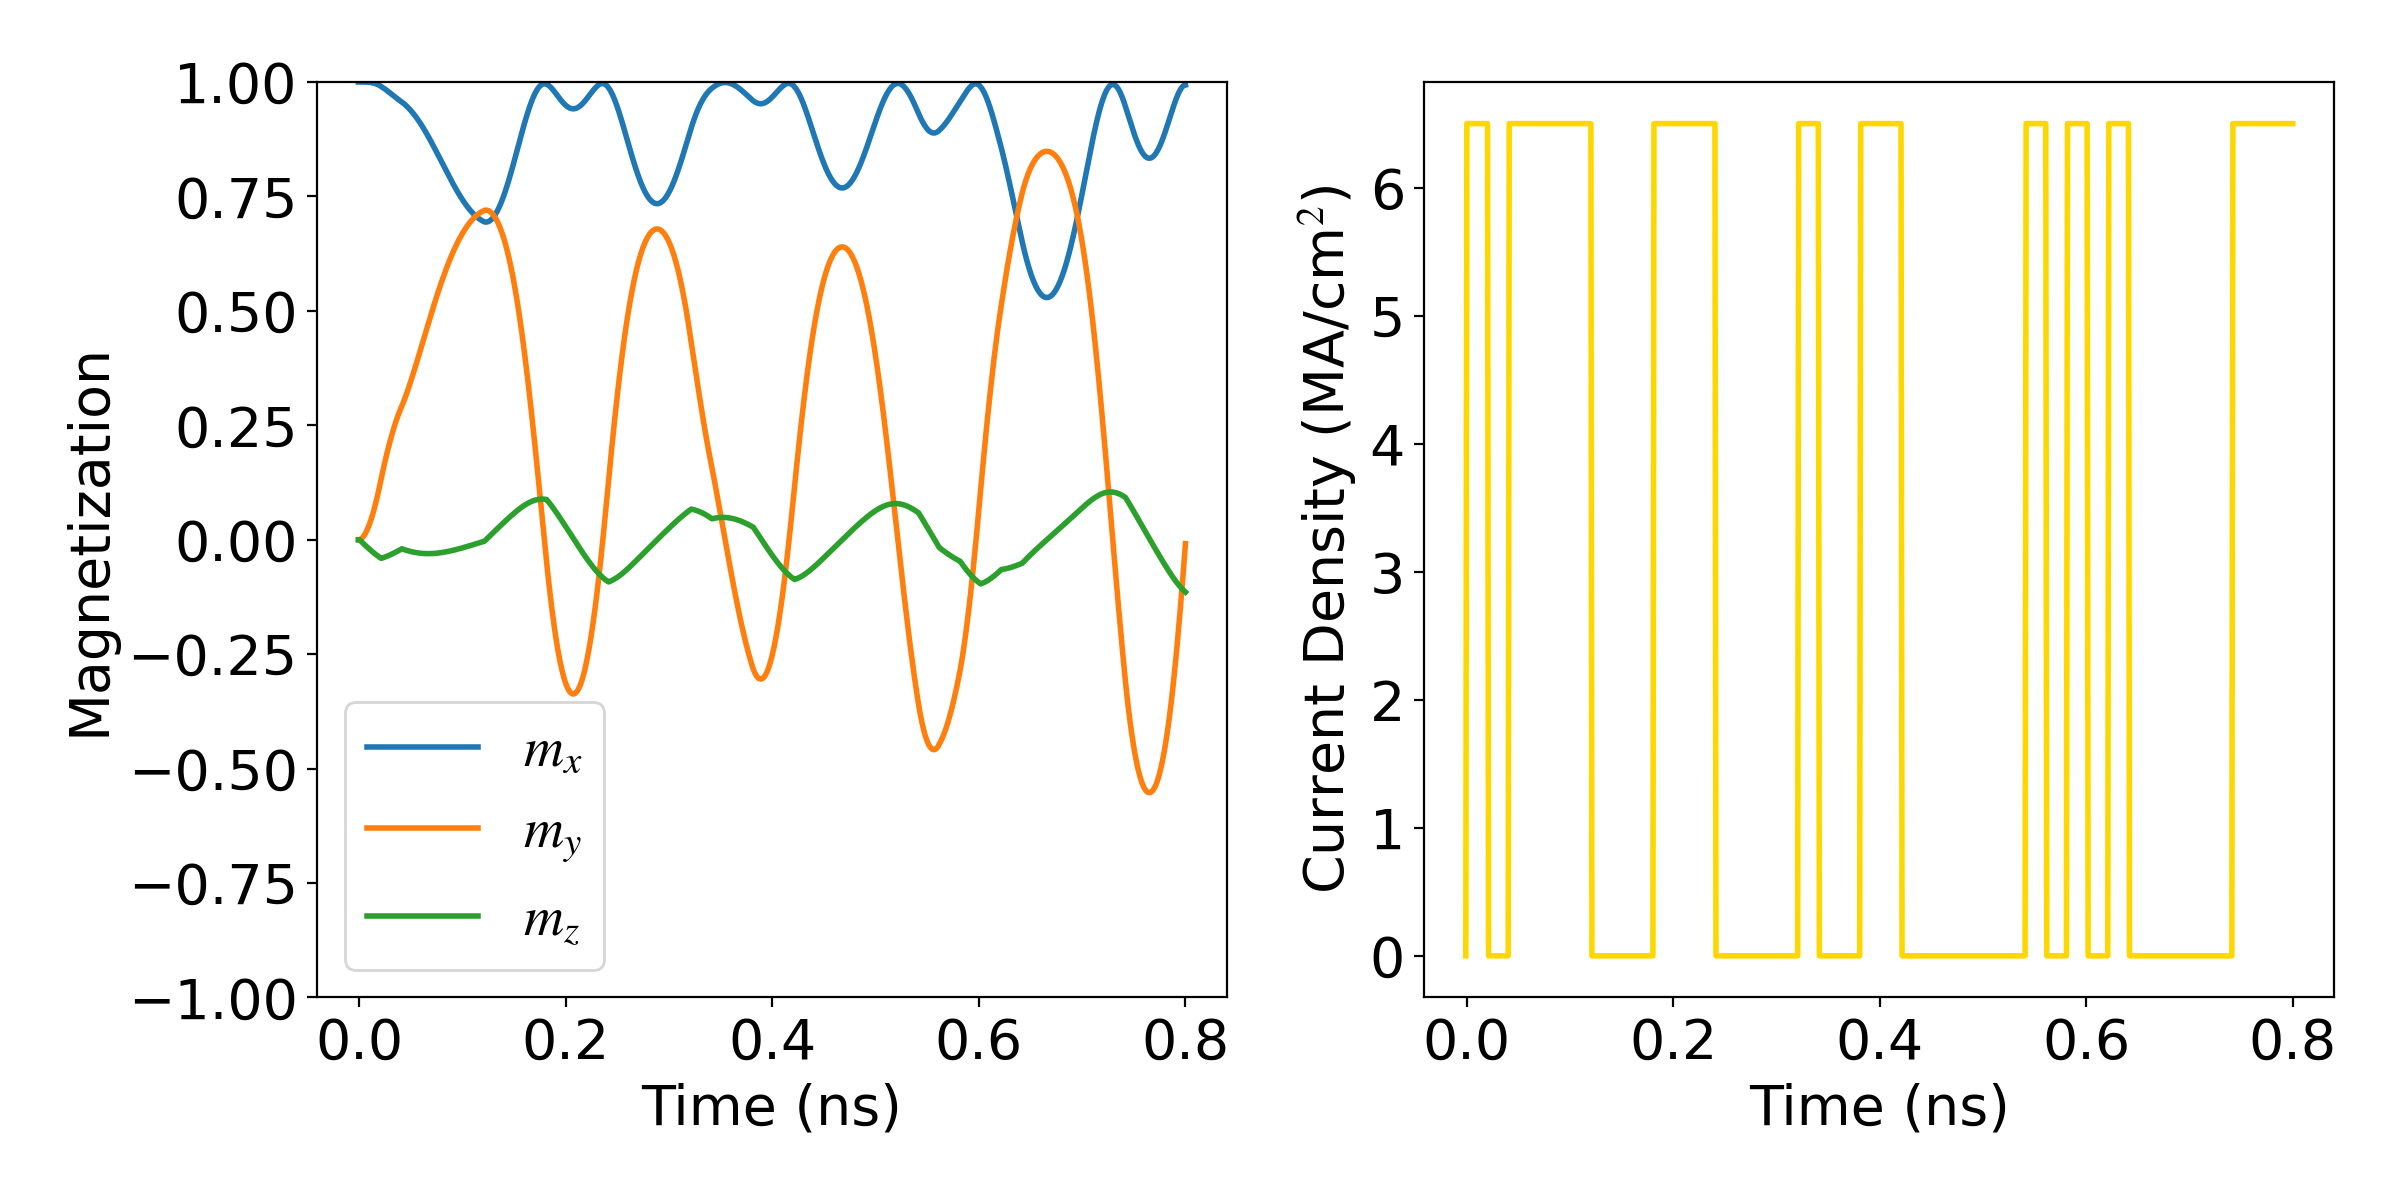 Magnetization
1.00
0.75
0.50
0.25
0.00
−0.25
−0.50
−0.75
−1.00
0.0 0.2 0.4 0.6 0.8
Time (ns)
m_x
m_y
m_z
Current Density (MA/cm²)
6
5
4
3
2
1
0
0.0 0.2 0.4 0.6 0.8
Time (ns)